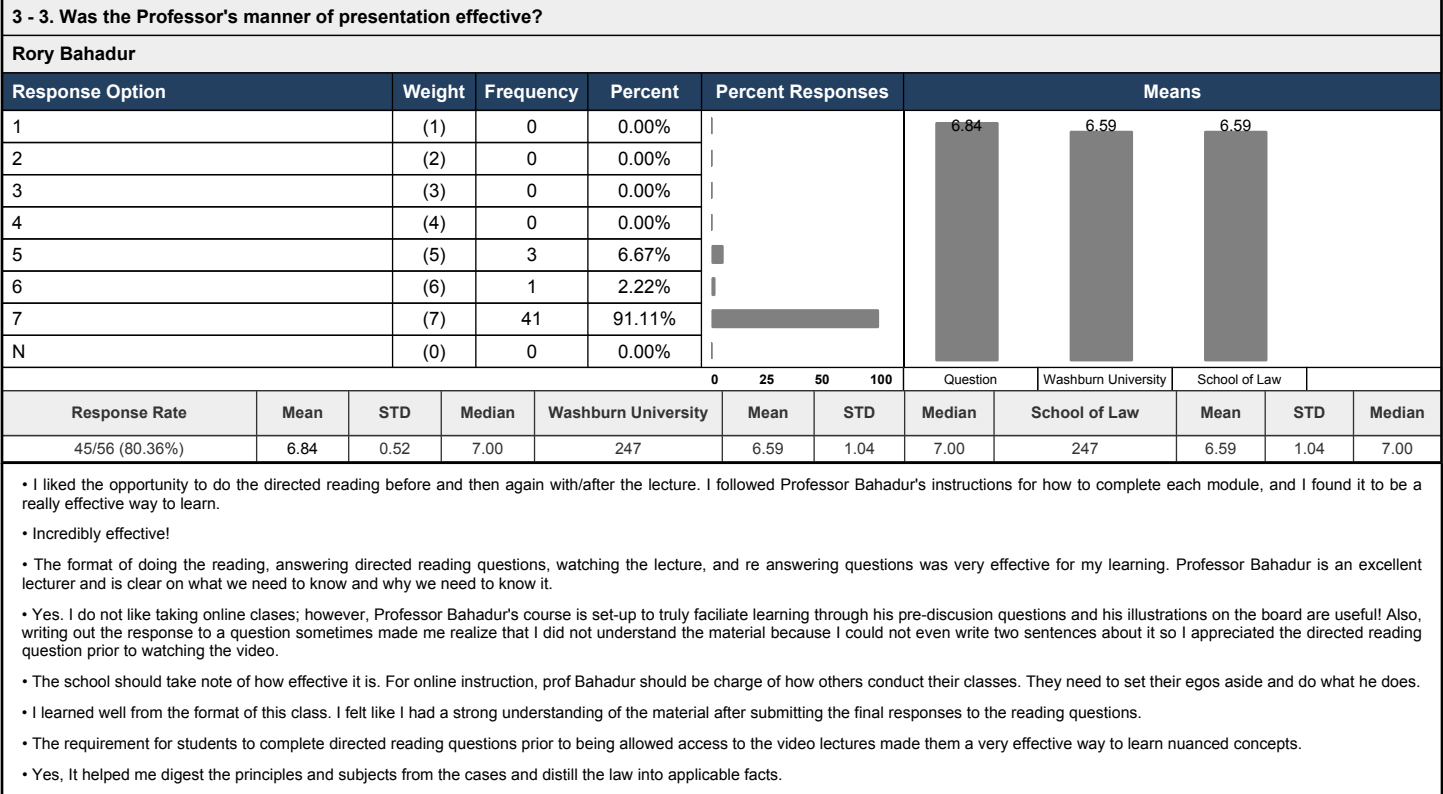 3 - 3. Was the Professor's manner of presentation effective?
Rory Bahadur
Response Option Weight Frequency Percent Percent Responses Means
1 (1) 0 0.00%
2 (2) 0 0.00%
3 (3) 0 0.00%
4 (4) 0 0.00%
5 (5) 3 6.67%
6 (6) 1 2.22%
7 (7) 41 91.11%
N (0) 0 0.00%
6.84 6.59 6.59
0 25 50 100 Question Washburn University School of Law
Response Rate Mean STD Median Washburn University Mean STD Median School of Law Mean STD Median
45/56 (80.36%) 6.84 0.52 7.00 247 6.59 1.04 7.00 247 6.59 1.04 7.00
• I liked the opportunity to do the directed reading before and then again with/after the lecture. I followed Professor Bahadur's instructions for how to complete each module, and I found it to be a
really effective way to learn.
• Incredibly effective!
• The format of doing the reading, answering directed reading questions, watching the lecture, and re answering questions was very effective for my learning. Professor Bahadur is an excellent
lecturer and is clear on what we need to know and why we need to know it.
• Yes. I do not like taking online clases; however, Professor Bahadur's course is set-up to truly faciliate learning through his pre-discusion questions and his illustrations on the board are useful! Also,
writing out the response to a question sometimes made me realize that I did not understand the material because I could not even write two sentences about it so I appreciated the directed reading
question prior to watching the video.
• The school should take note of how effective it is. For online instruction, prof Bahadur should be charge of how others conduct their classes. They need to set their egos aside and do what he does.
• I learned well from the format of this class. I felt like I had a strong understanding of the material after submitting the final responses to the reading questions.
• The requirement for students to complete directed reading questions prior to being allowed access to the video lectures made them a very effective way to learn nuanced concepts.
• Yes, It helped me digest the principles and subjects from the cases and distill the law into applicable facts.